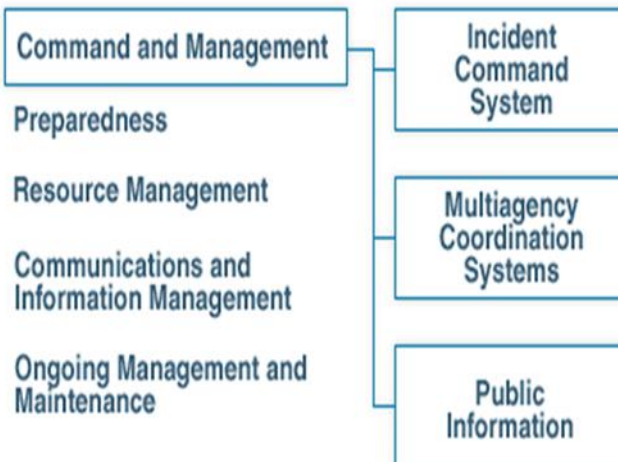 Command and Management
Preparedness
Resource Management
Communications and
Information Management
Ongoing Management and
Maintenance
Incident
Command
System
Multiagency
Coordination
Systems
Public
Information